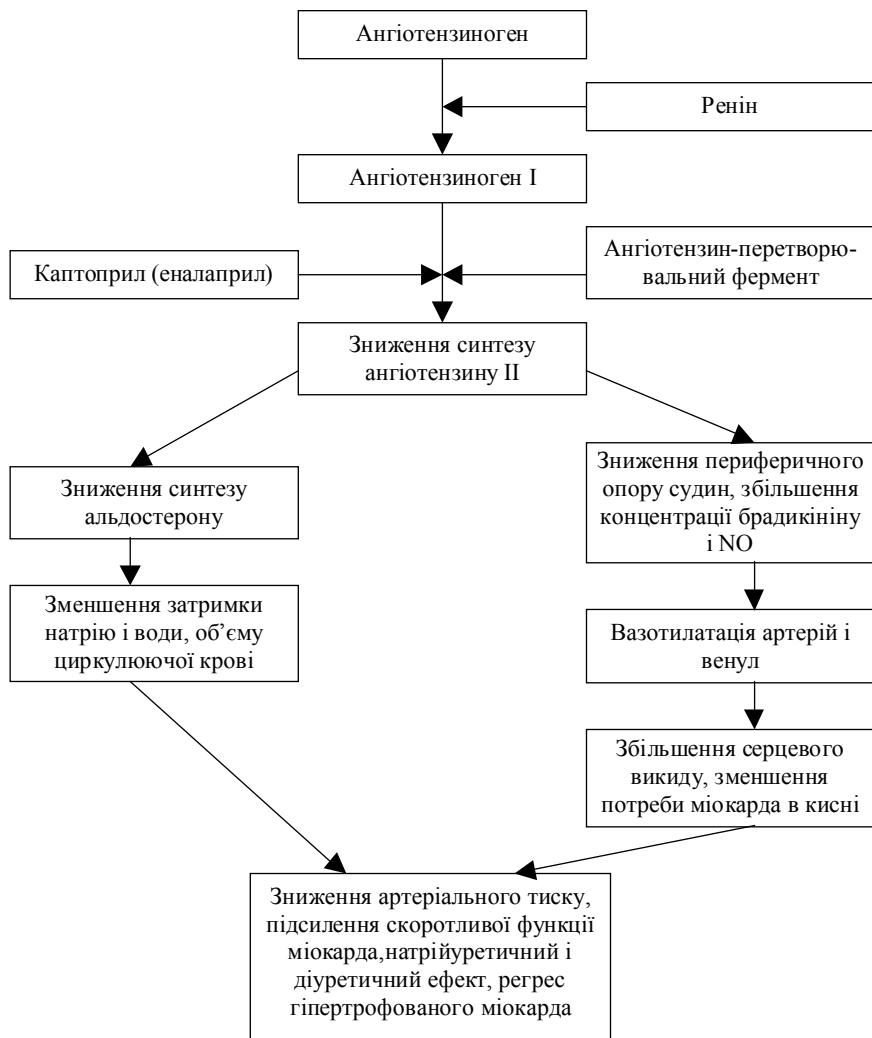 Ангіотензиноген
Ренін
Ангіотензиноген I
Каптоприл (еналаприл)
Ангіотензин-перетворю-
вальний фермент
Зниження синтезу
ангіотензину II
Зниження синтезу
альдостерону
Зниження периферичного
опору судин, збільшення
концентрації брадикініну
і NO
Зменшення затримки
натрію і води, об’єму
циркулюючої крові
Вазотилатація артерій і
венул
Збільшення серцевого
викиду, зменшення
потреби міокарда в кисні
Зниження артеріального тиску,
підсилення скоротливої функції
міокарда,натрійуретичний і
діуретичний ефект, регрес
гіпертрофованого міокарда